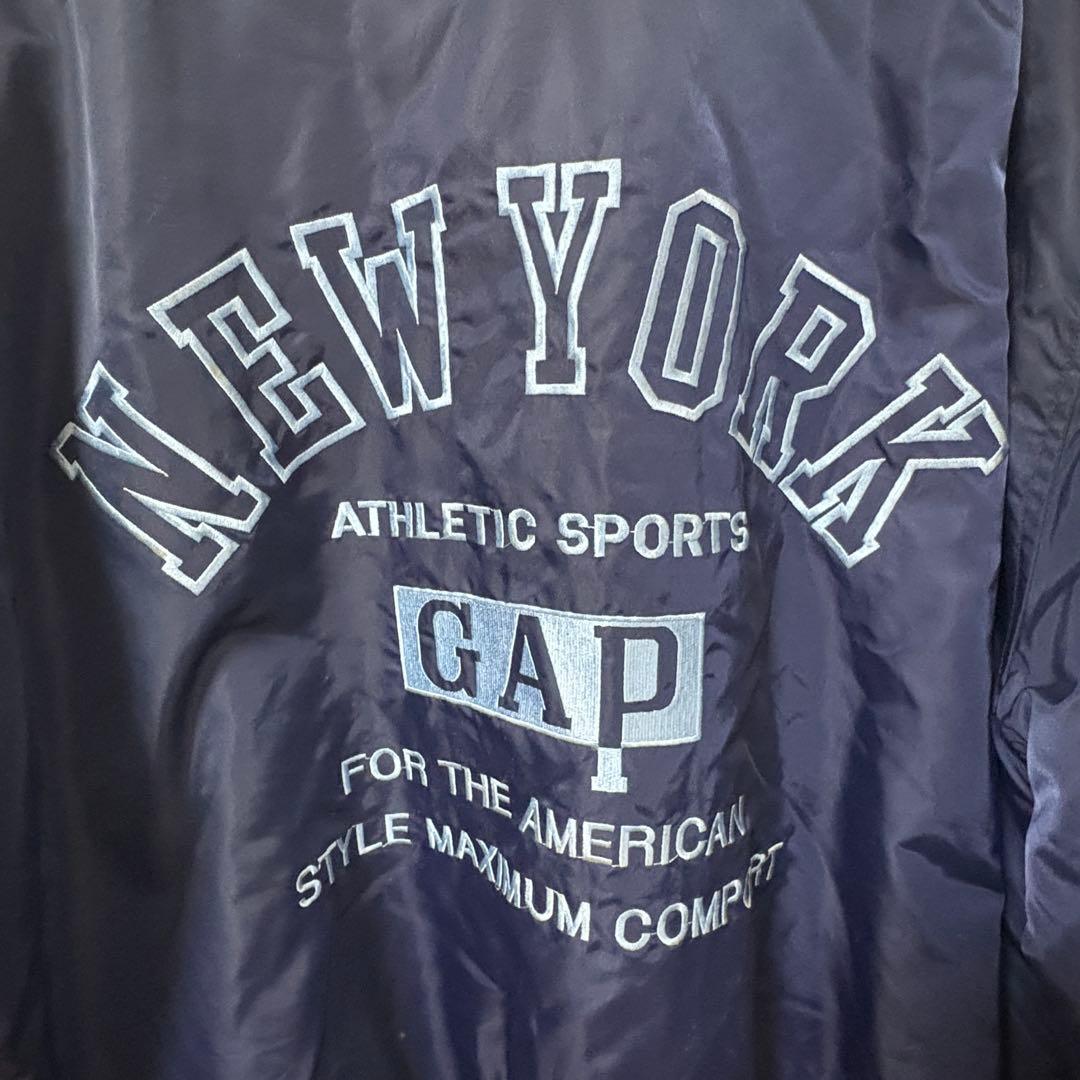 NEW YORK
ATHLETIC SPORTS
GAP
FOR THE AMERICAN
STYLE MAXIMUM COMPORT